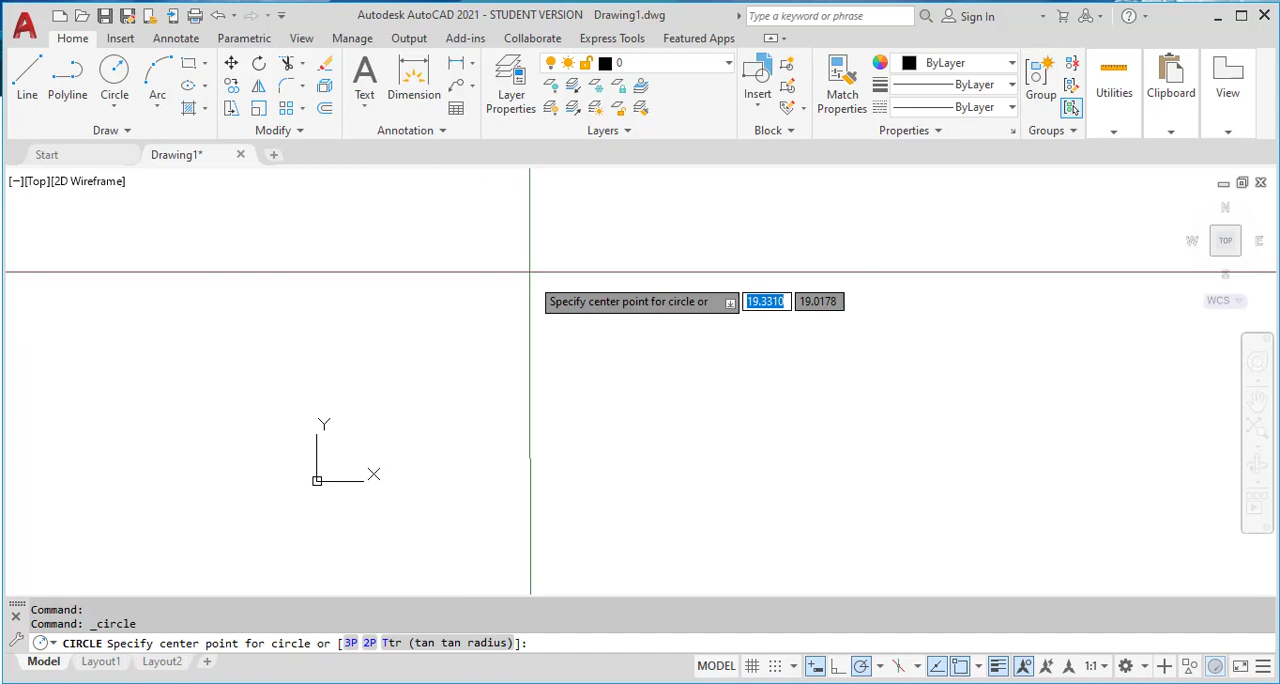 Autodesk AutoCAD 2021 - STUDENT VERSION Drawing1.dwg Type a keyword or phrase Sign In
Home Insert Annotate Parametric View Manage Output Add-ins Collaborate Express Tools Featured Apps
Line Polyline Circle Arc Text Dimension Layer Properties 0 Insert Match Properties ByLayer Group Utilities Clipboard View
ByLayer
ByLayer
Draw Modify Annotation Layers Block Properties Groups
Start Drawing1*
[−][Top][2D Wireframe]
N
W TOP E
S
WCS
Specify center point for circle or 19.3310 19.0178
Y
X
Command:
Command: _circle
CIRCLE Specify center point for circle or [3P 2P Ttr (tan tan radius)]:
Model Layout1 Layout2 + MODEL 1:1